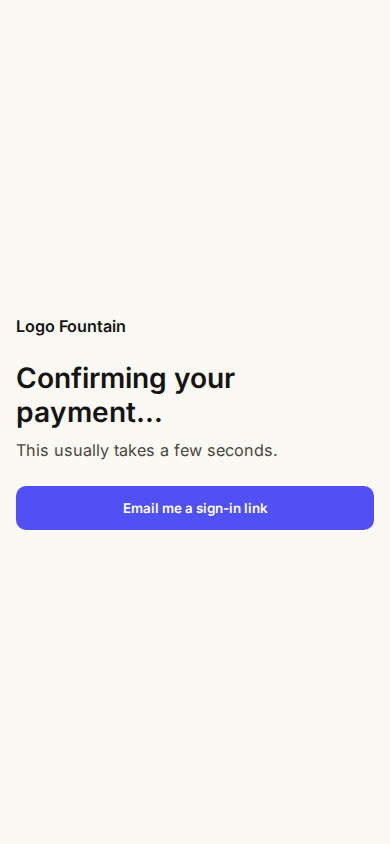 Logo Fountain
Confirming your
payment…
This usually takes a few seconds.
Email me a sign-in link